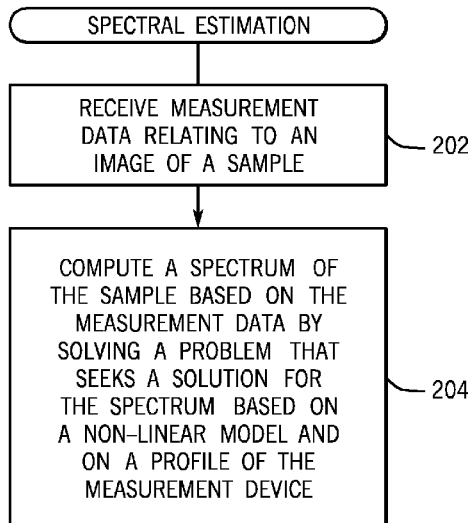 SPECTRAL ESTIMATION
RECEIVE MEASUREMENT
DATA RELATING TO AN
IMAGE OF A SAMPLE
202
COMPUTE A SPECTRUM OF
THE SAMPLE BASED ON THE
MEASUREMENT DATA BY
SOLVING A PROBLEM THAT
SEEKS A SOLUTION FOR
THE SPECTRUM BASED ON
A NON-LINEAR MODEL AND
ON A PROFILE OF THE
MEASUREMENT DEVICE
204